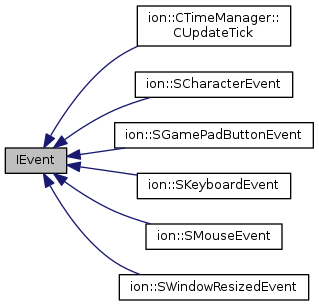 ion::CTimeManager::
CUpdateTick
ion::SCharacterEvent
ion::SGamePadButtonEvent
IEvent
ion::SKeyboardEvent
ion::SMouseEvent
ion::SWindowResizedEvent